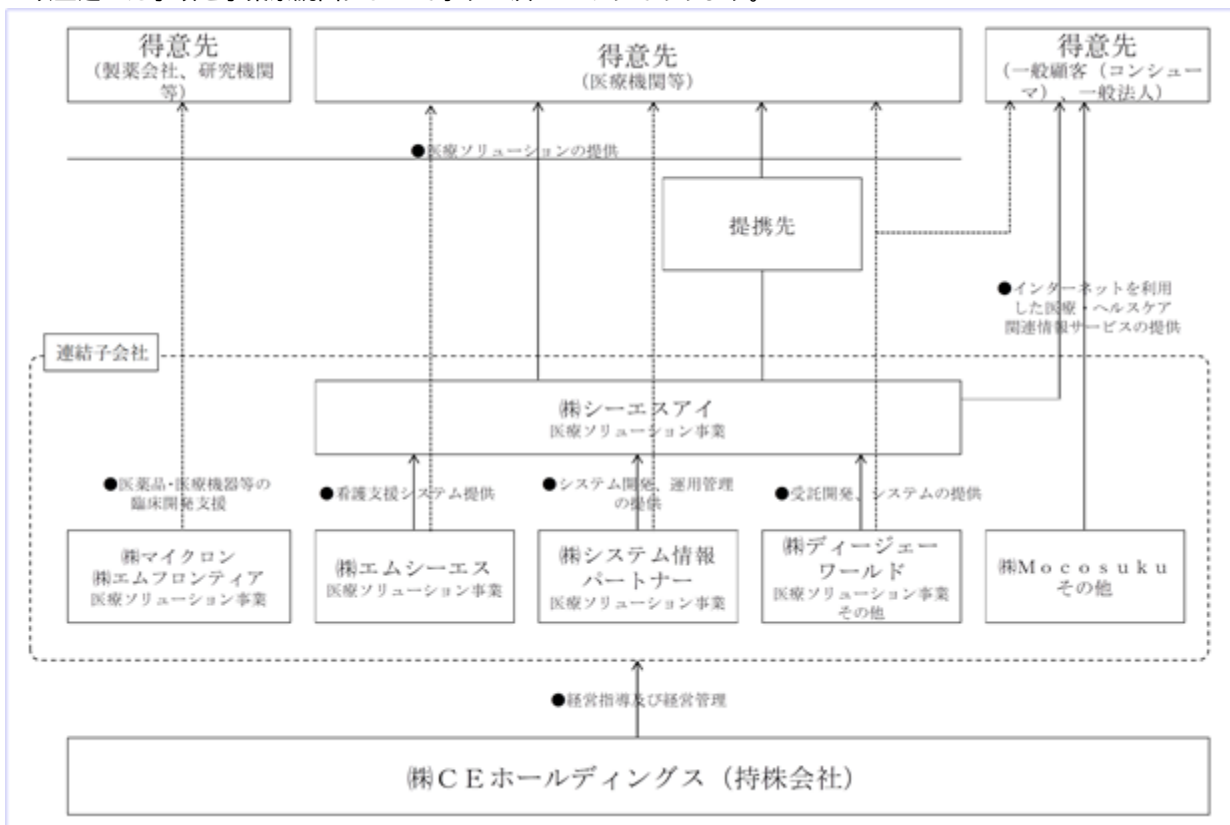 得意先
（製薬会社、研究機関
等）
得意先
（医療機関等）
得意先
（一般顧客（コンシュー
マ）、一般法人）
●医療ソリューションの提供
提携先
●インターネットを利用
した医療・ヘルスケア
関連情報サービスの提供
連結子会社
㈱シーエスアイ
医療ソリューション事業
●医薬品・医療機器等の
臨床開発支援
●看護支援システム提供
●システム開発、運用管理
の提供
●受託開発、システムの提供
㈱マイクロン
㈱エムフロンティア
医療ソリューション事業
㈱エムシーエス
医療ソリューション事業
㈱システム情報
パートナー
医療ソリューション事業
㈱ディージェー
ワールド
医療ソリューション事業
その他
㈱Ｍｏｃｏｓｕｋｕ
その他
●経営指導及び経営管理
㈱ＣＥホールディングス（持株会社）